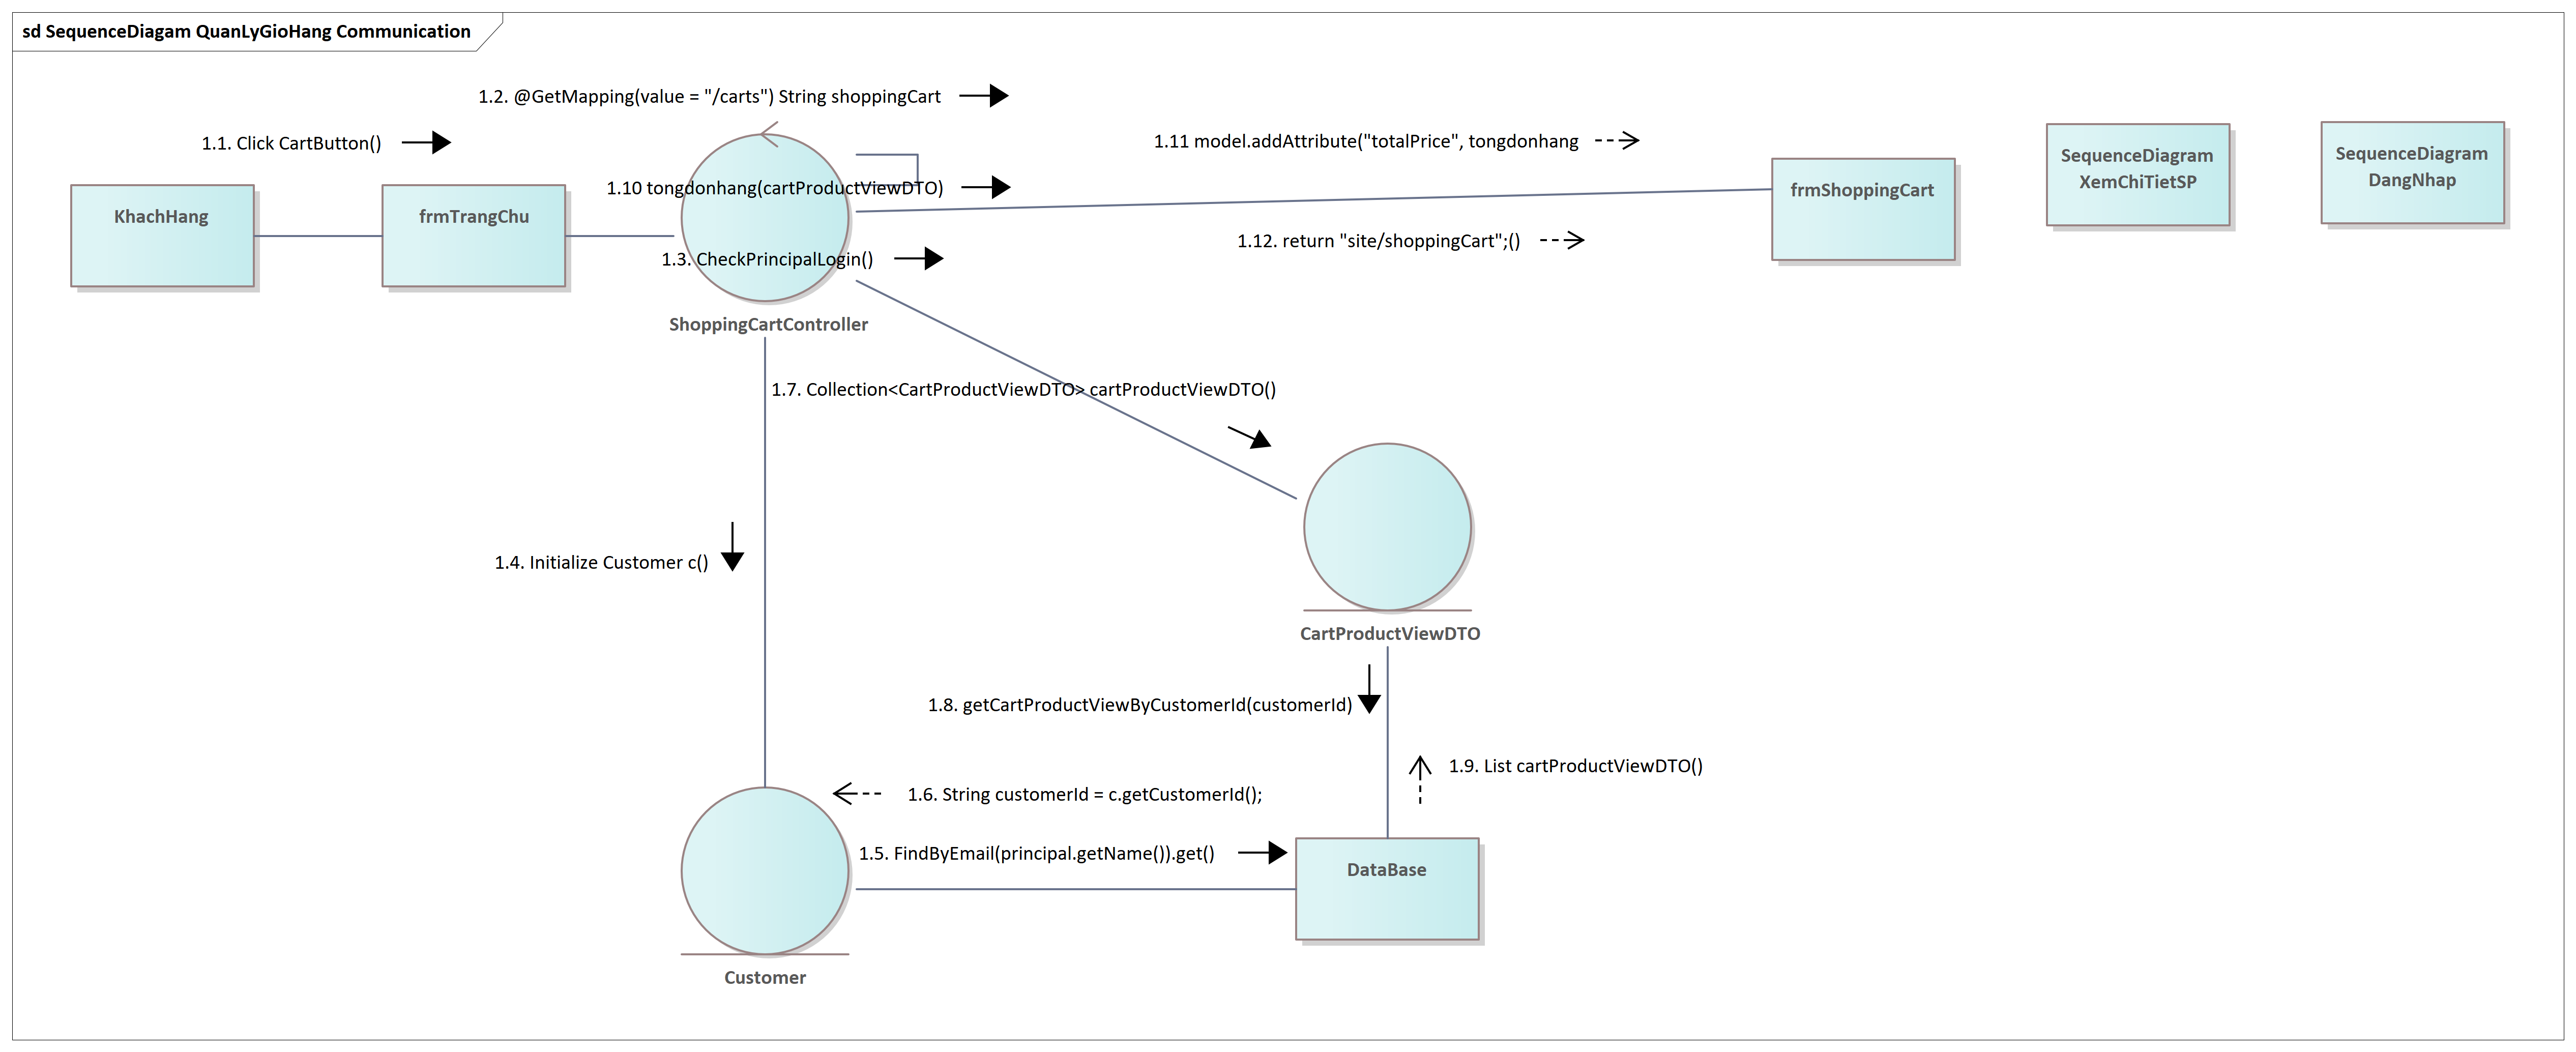 sd SequenceDiagam QuanLyGioHang Communication
1.2. @GetMapping(value = "/carts") String shoppingCart
1.1. Click CartButton()
1.11 model.addAttribute("totalPrice", tongdonhang
SequenceDiagram
XemChiTietSP
SequenceDiagram
DangNhap
1.10 tongdonhang(cartProductViewDTO)
frmShoppingCart
KhachHang
frmTrangChu
1.12. return "site/shoppingCart";()
1.3. CheckPrincipalLogin()
ShoppingCartController
1.7. Collection<CartProductViewDTO> cartProductViewDTO()
1.4. Initialize Customer c()
CartProductViewDTO
1.8. getCartProductViewByCustomerId(customerId)
1.9. List cartProductViewDTO()
1.6. String customerId = c.getCustomerId();
1.5. FindByEmail(principal.getName()).get()
DataBase
Customer